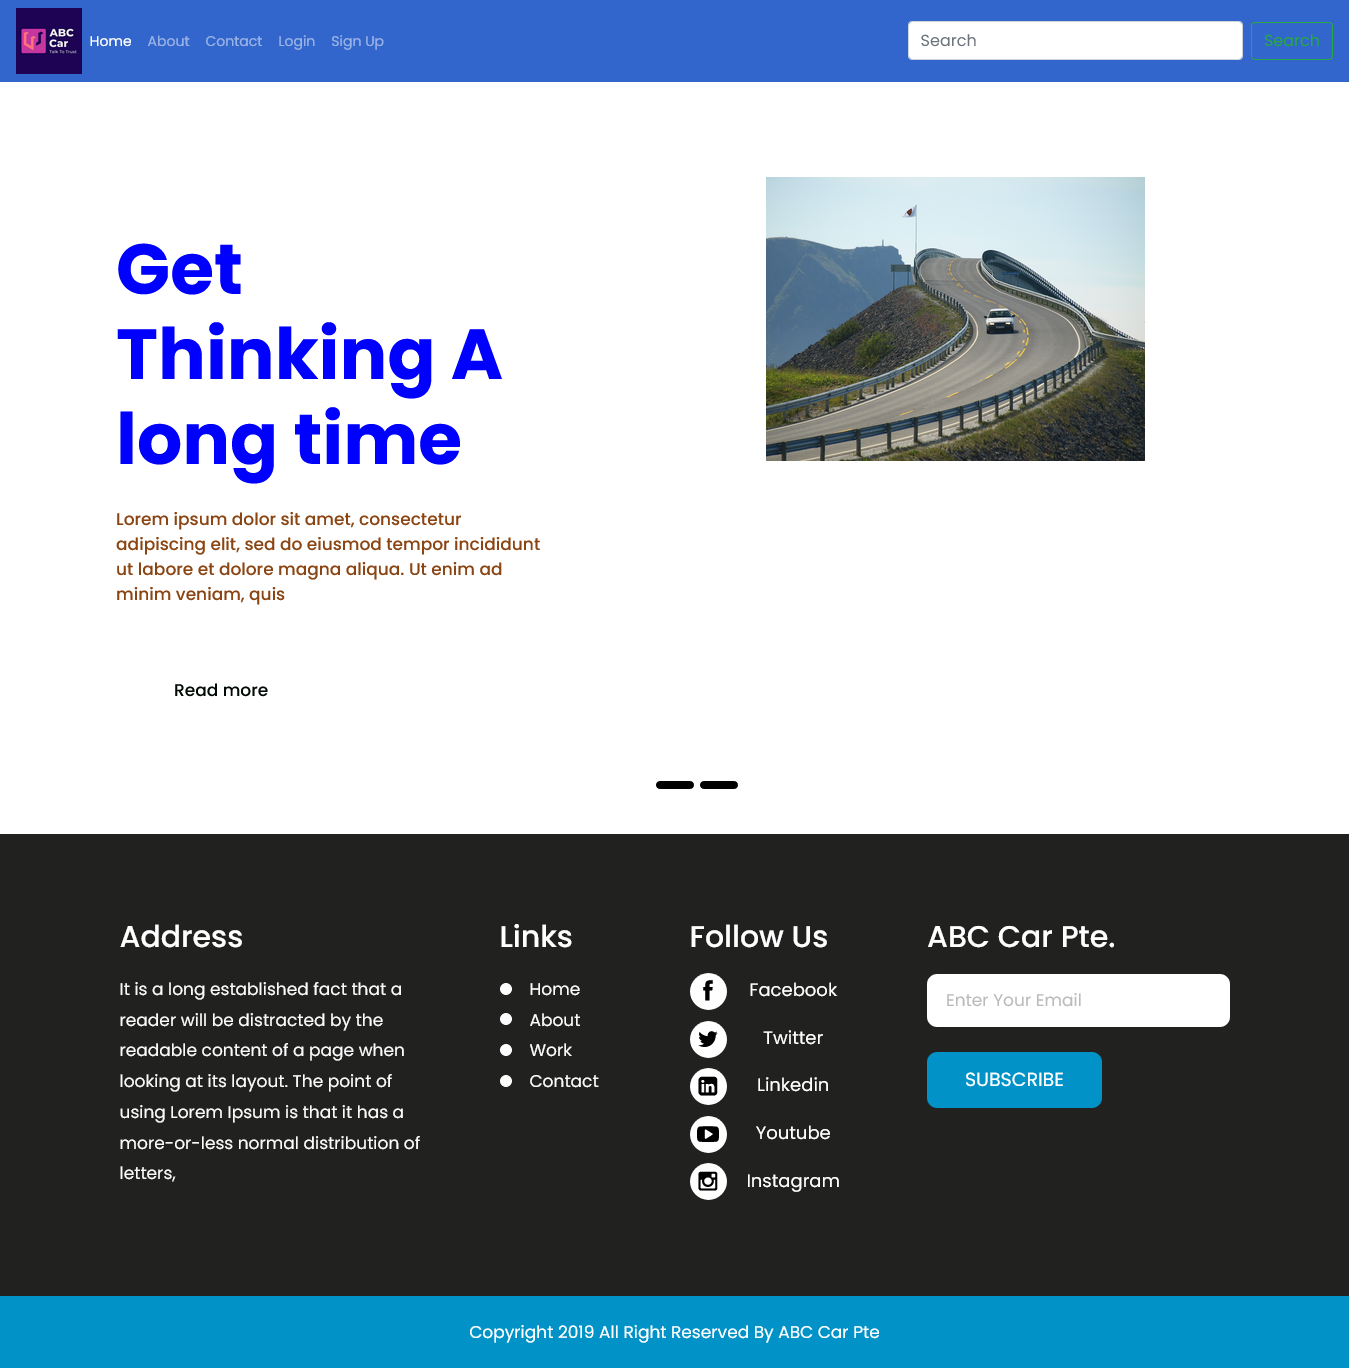 ABC
Car
Talk To Trust
Home About Contact Login Sign Up
Search Search
Get
Thinking A
long time
Lorem ipsum dolor sit amet, consectetur
adipiscing elit, sed do eiusmod tempor incididunt
ut labore et dolore magna aliqua. Ut enim ad
minim veniam, quis
Read more
Address
It is a long established fact that a
reader will be distracted by the
readable content of a page when
looking at its layout. The point of
using Lorem Ipsum is that it has a
more-or-less normal distribution of
letters,
Links
Home
About
Work
Contact
Follow Us
Facebook
Twitter
Linkedin
Youtube
Instagram
ABC Car Pte.
Enter Your Email
SUBSCRIBE
Copyright 2019 All Right Reserved By ABC Car Pte